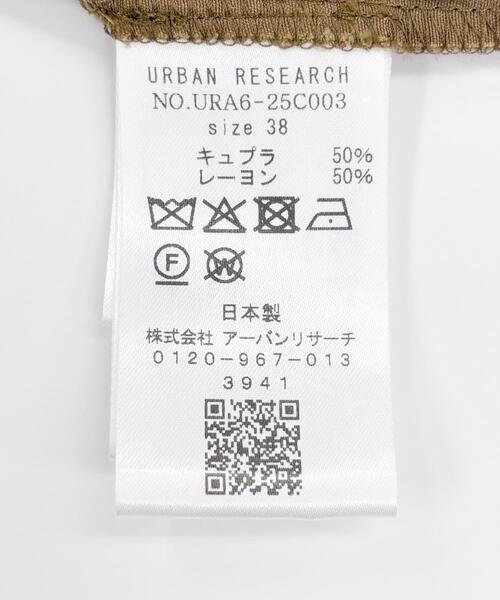 URBAN RESEARCH
NO.URA6-25C003
size 38
キュプラ 50%
レーヨン 50%
F W
日本製
株式会社 アーバンリサーチ
0120-967-013
3941